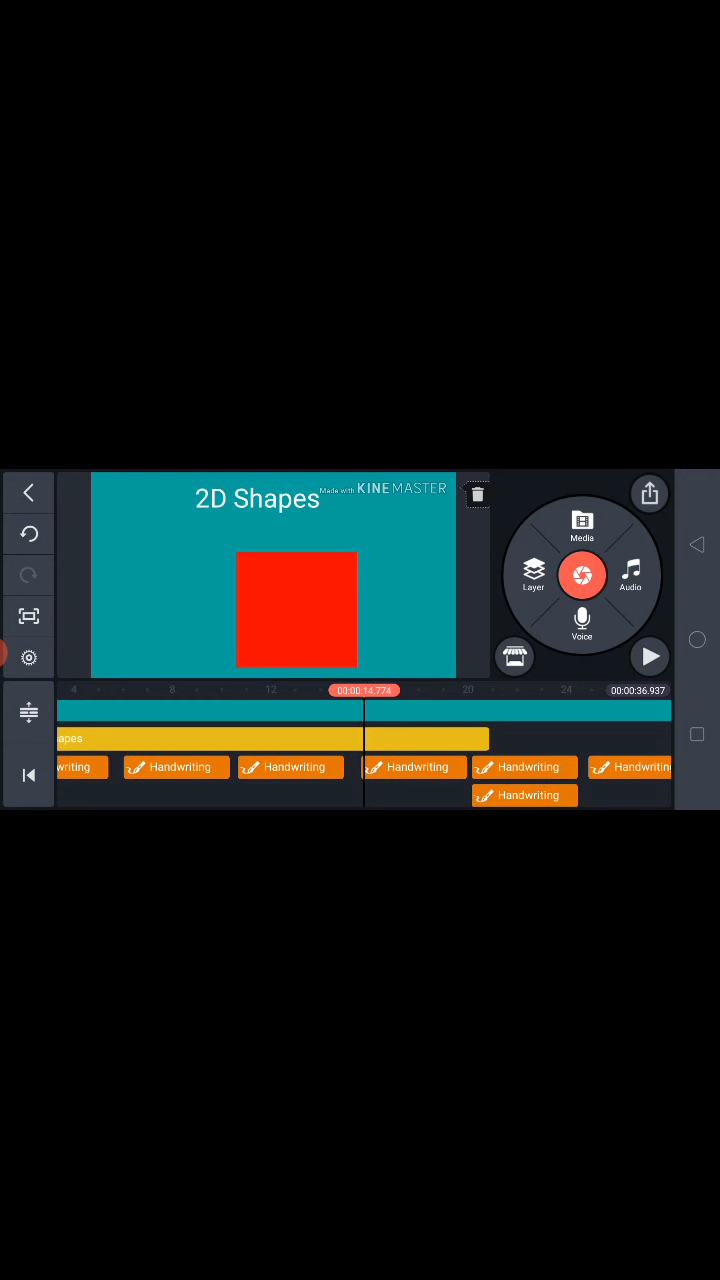 2D Shapes
Made with KINEMASTER
Media
Layer
Audio
Voice
4 8 12 00:00:14.774 20 24 00:00:36.937
apes
writing Handwriting Handwriting Handwriting Handwriting Handwritin
Handwriting